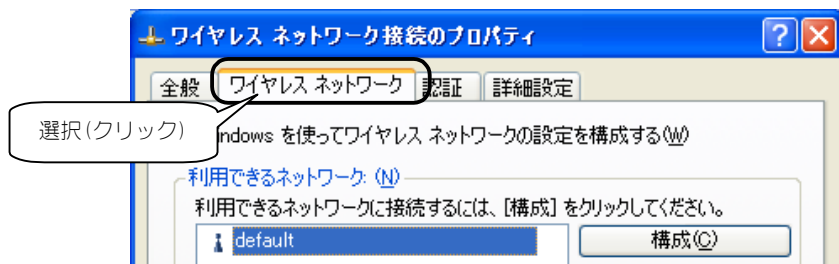 ワイヤレス ネットワーク接続のプロパティ
全般 ワイヤレス ネットワーク 認証 詳細設定
選択(クリック)
indows を使ってワイヤレス ネットワークの設定を構成する(W)
利用できるネットワーク: (N)
利用できるネットワークに接続するには、[構成] をクリックしてください。
default 構成(C)